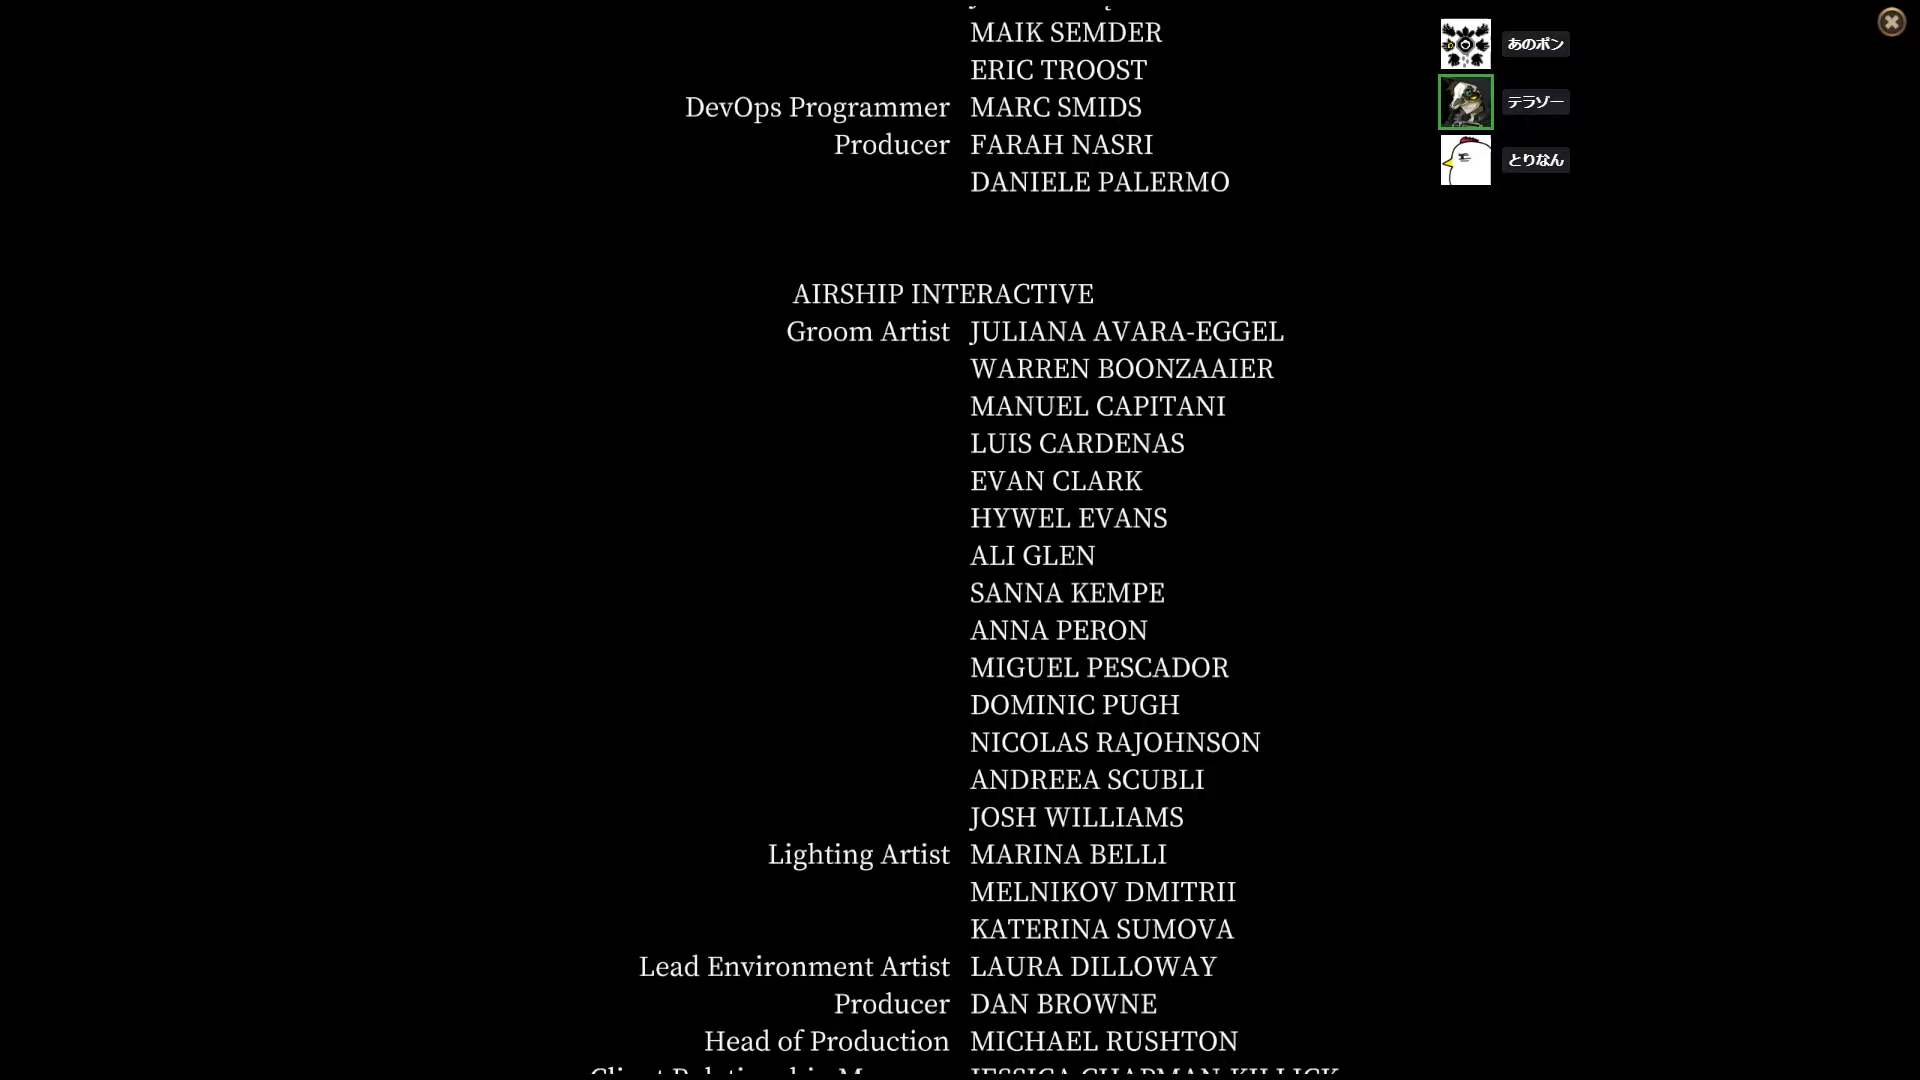 MAIK SEMDER
ERIC TROOST
DevOps Programmer MARC SMIDS
Producer FARAH NASRI
DANIELE PALERMO
あのポン
テラゾー
とりなん
AIRSHIP INTERACTIVE
Groom Artist JULIANA AVARA-EGGEL
WARREN BOONZAAIER
MANUEL CAPITANI
LUIS CARDENAS
EVAN CLARK
HYWEL EVANS
ALI GLEN
SANNA KEMPE
ANNA PERON
MIGUEL PESCADOR
DOMINIC PUGH
NICOLAS RAJOHNSON
ANDREEA SCUBLI
JOSH WILLIAMS
Lighting Artist MARINA BELLI
MELNIKOV DMITRII
KATERINA SUMOVA
Lead Environment Artist LAURA DILLOWAY
Producer DAN BROWNE
Head of Production MICHAEL RUSHTON
JESSICA CHAPMAN-KILLICK